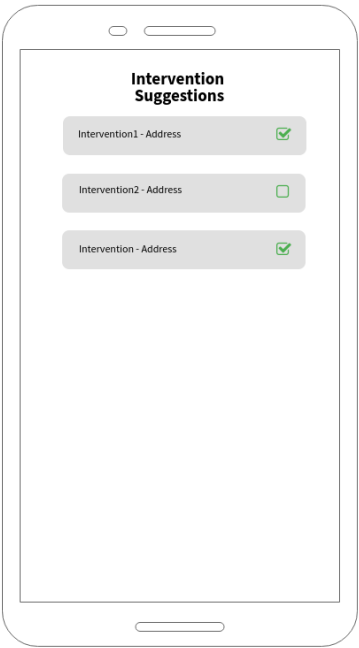 Intervention
Suggestions
Intervention1 - Address
Intervention2 - Address
Intervention - Address